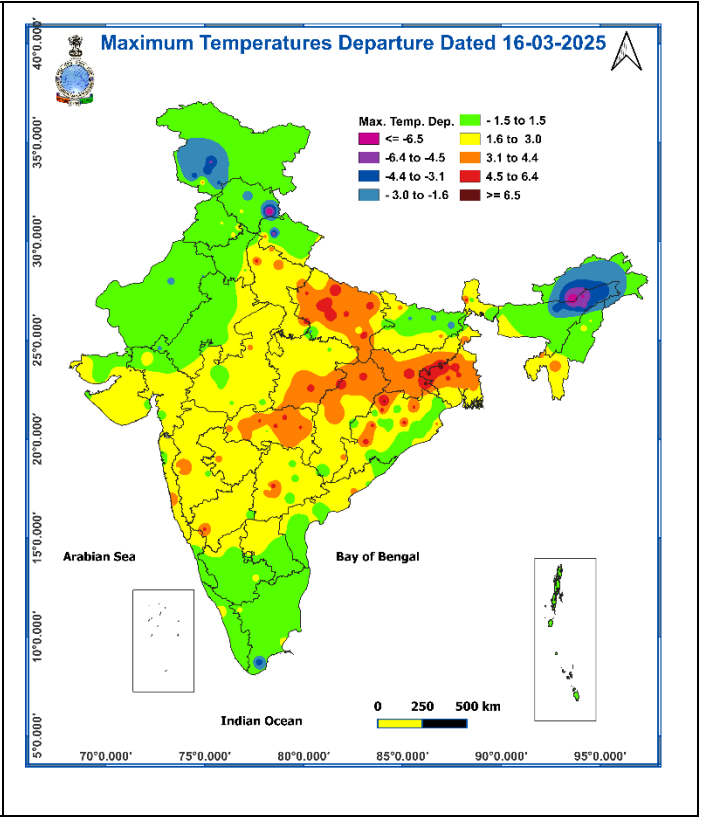 Maximum Temperatures Departure Dated 16-03-2025
Max. Temp. Dep.
<= -6.5
-6.4 to -4.5
-4.4 to -3.1
- 3.0 to -1.6
- 1.5 to 1.5
1.6 to 3.0
3.1 to 4.4
4.5 to 6.4
>= 6.5
40°0.000'
35°0.000'
30°0.000'
25°0.000'
20°0.000'
15°0.000'
10°0.000'
5°0.000'
Arabian Sea
Bay of Bengal
Indian Ocean
0 250 500 km
70°0.000' 75°0.000' 80°0.000' 85°0.000' 90°0.000' 95°0.000'